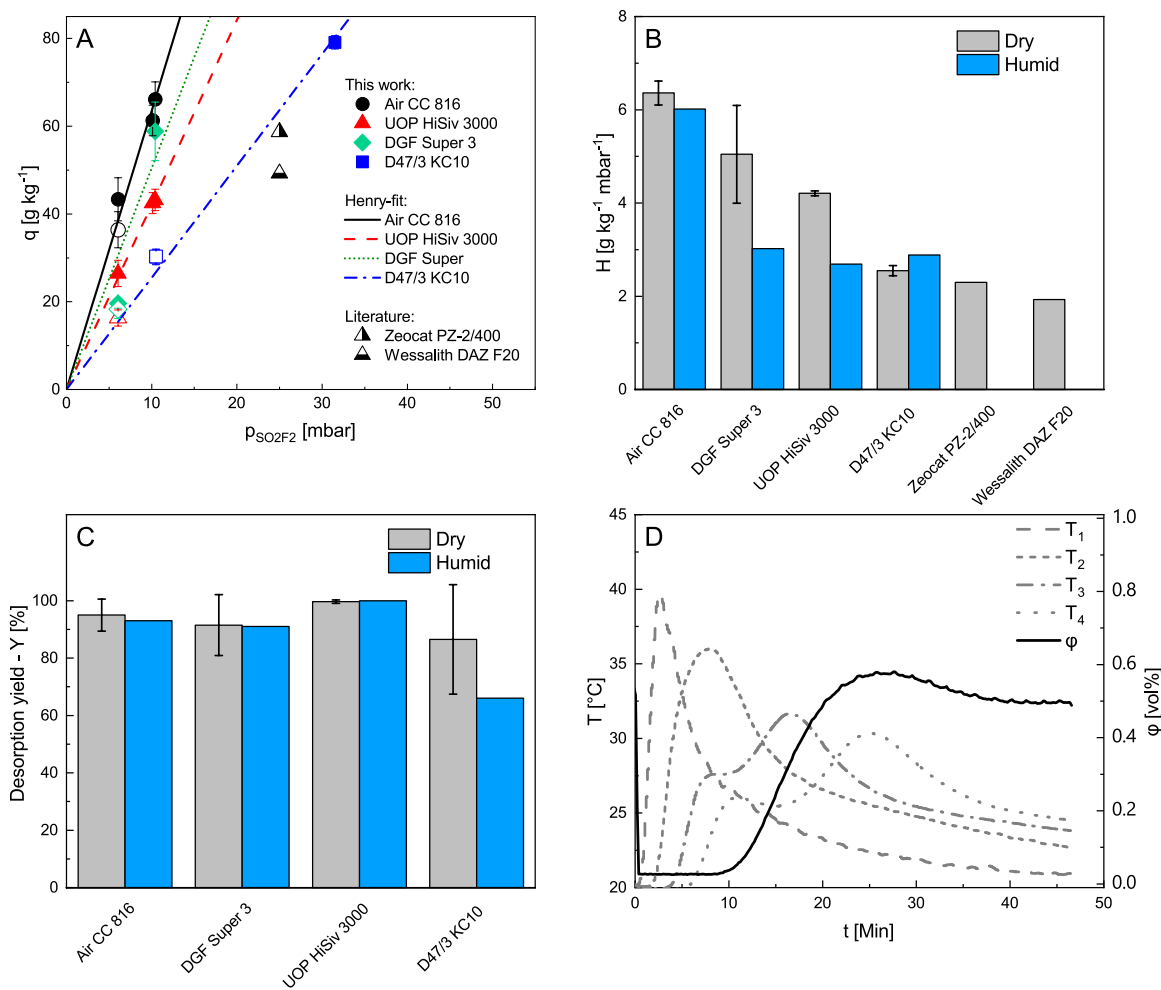 A
80
60
40
20
0
q [g kg⁻¹]
This work:
Air CC 816
UOP HiSiv 3000
DGF Super 3
D47/3 KC10
Henry-fit:
Air CC 816
UOP HiSiv 3000
DGF Super
D47/3 KC10
Literature:
Zeocat PZ-2/400
Wessalith DAZ F20
0 10 20 30 40 50
p_SO2F2 [mbar]
B
Dry
Humid
8
6
4
2
0
H [g kg⁻¹ mbar⁻¹]
Air CC 816
DGF Super 3
UOP HiSiv 3000
D47/3 KC10
Zeocat PZ-2/400
Wessalith DAZ F20
C
Dry
Humid
100
80
60
40
20
0
Desorption yield - Y [%]
Air CC 816
DGF Super 3
UOP HiSiv 3000
D47/3 KC10
D
45
40
35
30
25
20
T [°C]
T₁
T₂
T₃
T₄
φ
1.0
0.8
0.6
0.4
0.2
0.0
φ [vol%]
0 10 20 30 40 50
t [Min]